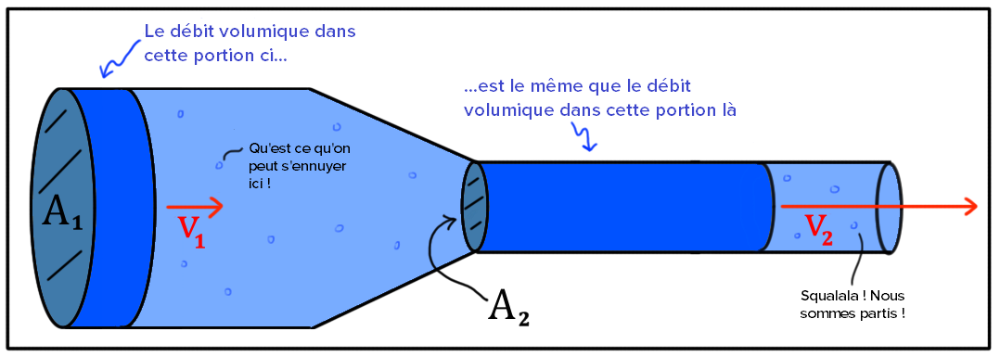 Le débit volumique dans
cette portion ci...
...est le même que le débit
volumique dans cette portion là
Qu'est ce qu'on
peut s'ennuyer
ici !
A₁
V₁
V₂
A₂
Squalala ! Nous
sommes partis !